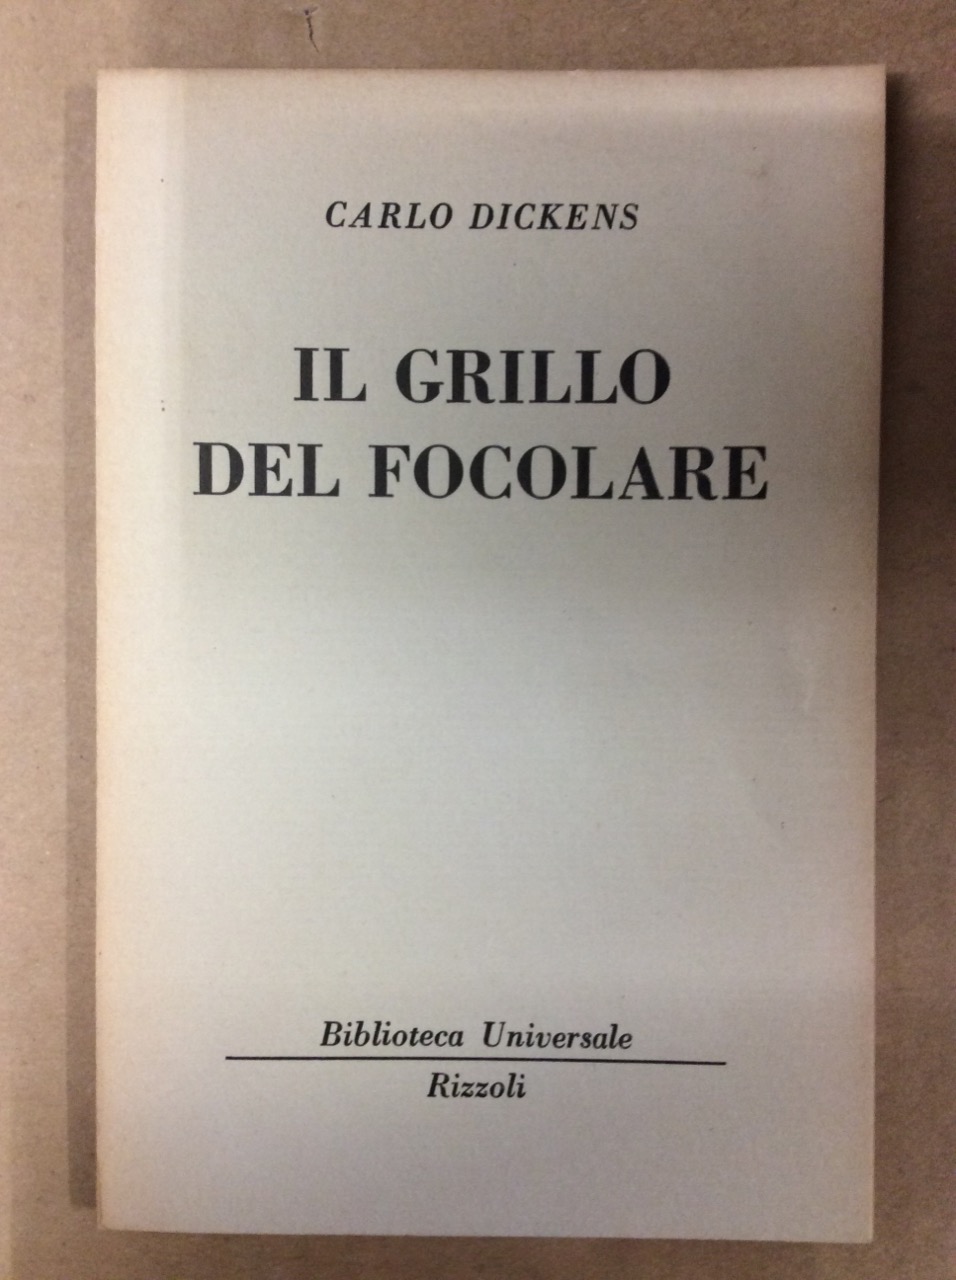 CARLO DICKENS
IL GRILLO
DEL FOCOLARE
Biblioteca Universale
Rizzoli